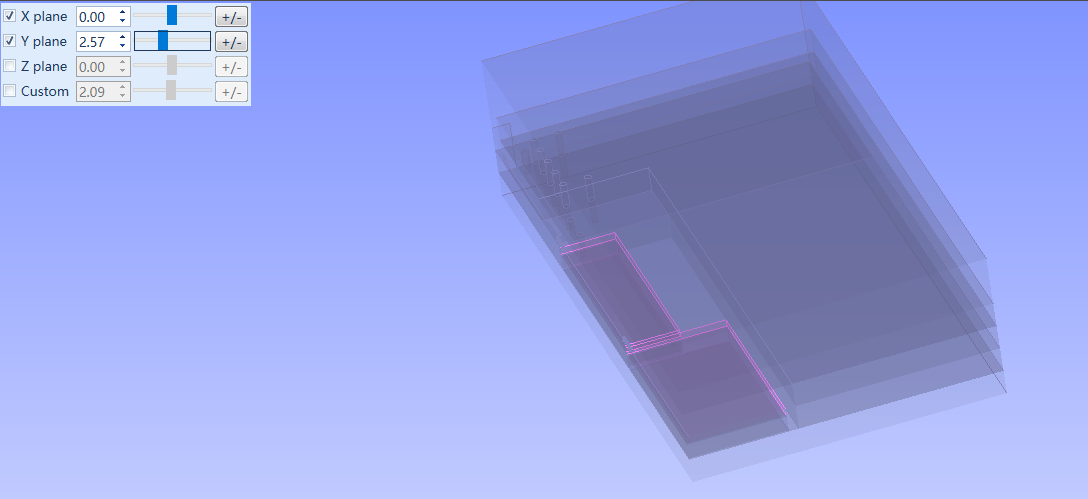 X plane 0.00 +/-
Y plane 2.57 +/-
Z plane 0.00 +/-
Custom 2.09 +/-